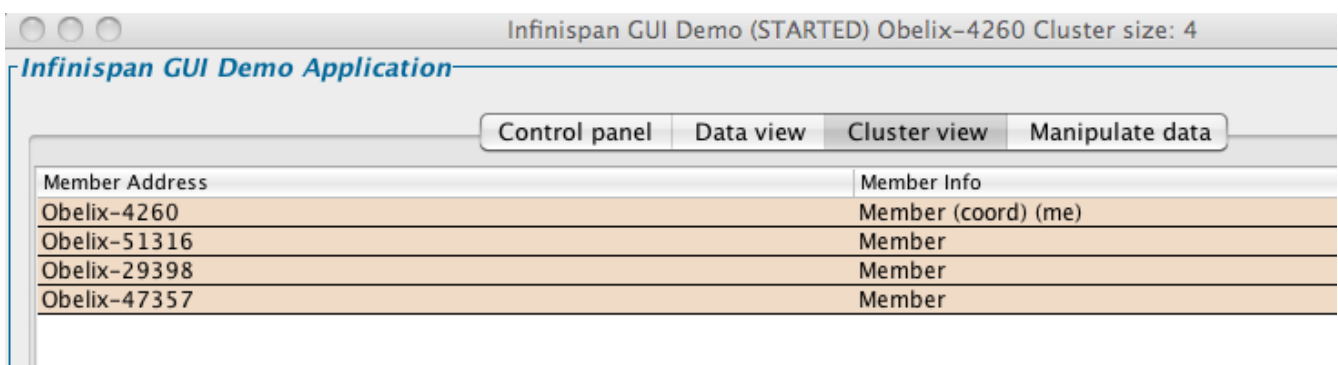 Infinispan GUI Demo (STARTED) Obelix-4260 Cluster size: 4
Infinispan GUI Demo Application
Control panel Data view Cluster view Manipulate data
Member Address Member Info
Obelix-4260 Member (coord) (me)
Obelix-51316 Member
Obelix-29398 Member
Obelix-47357 Member